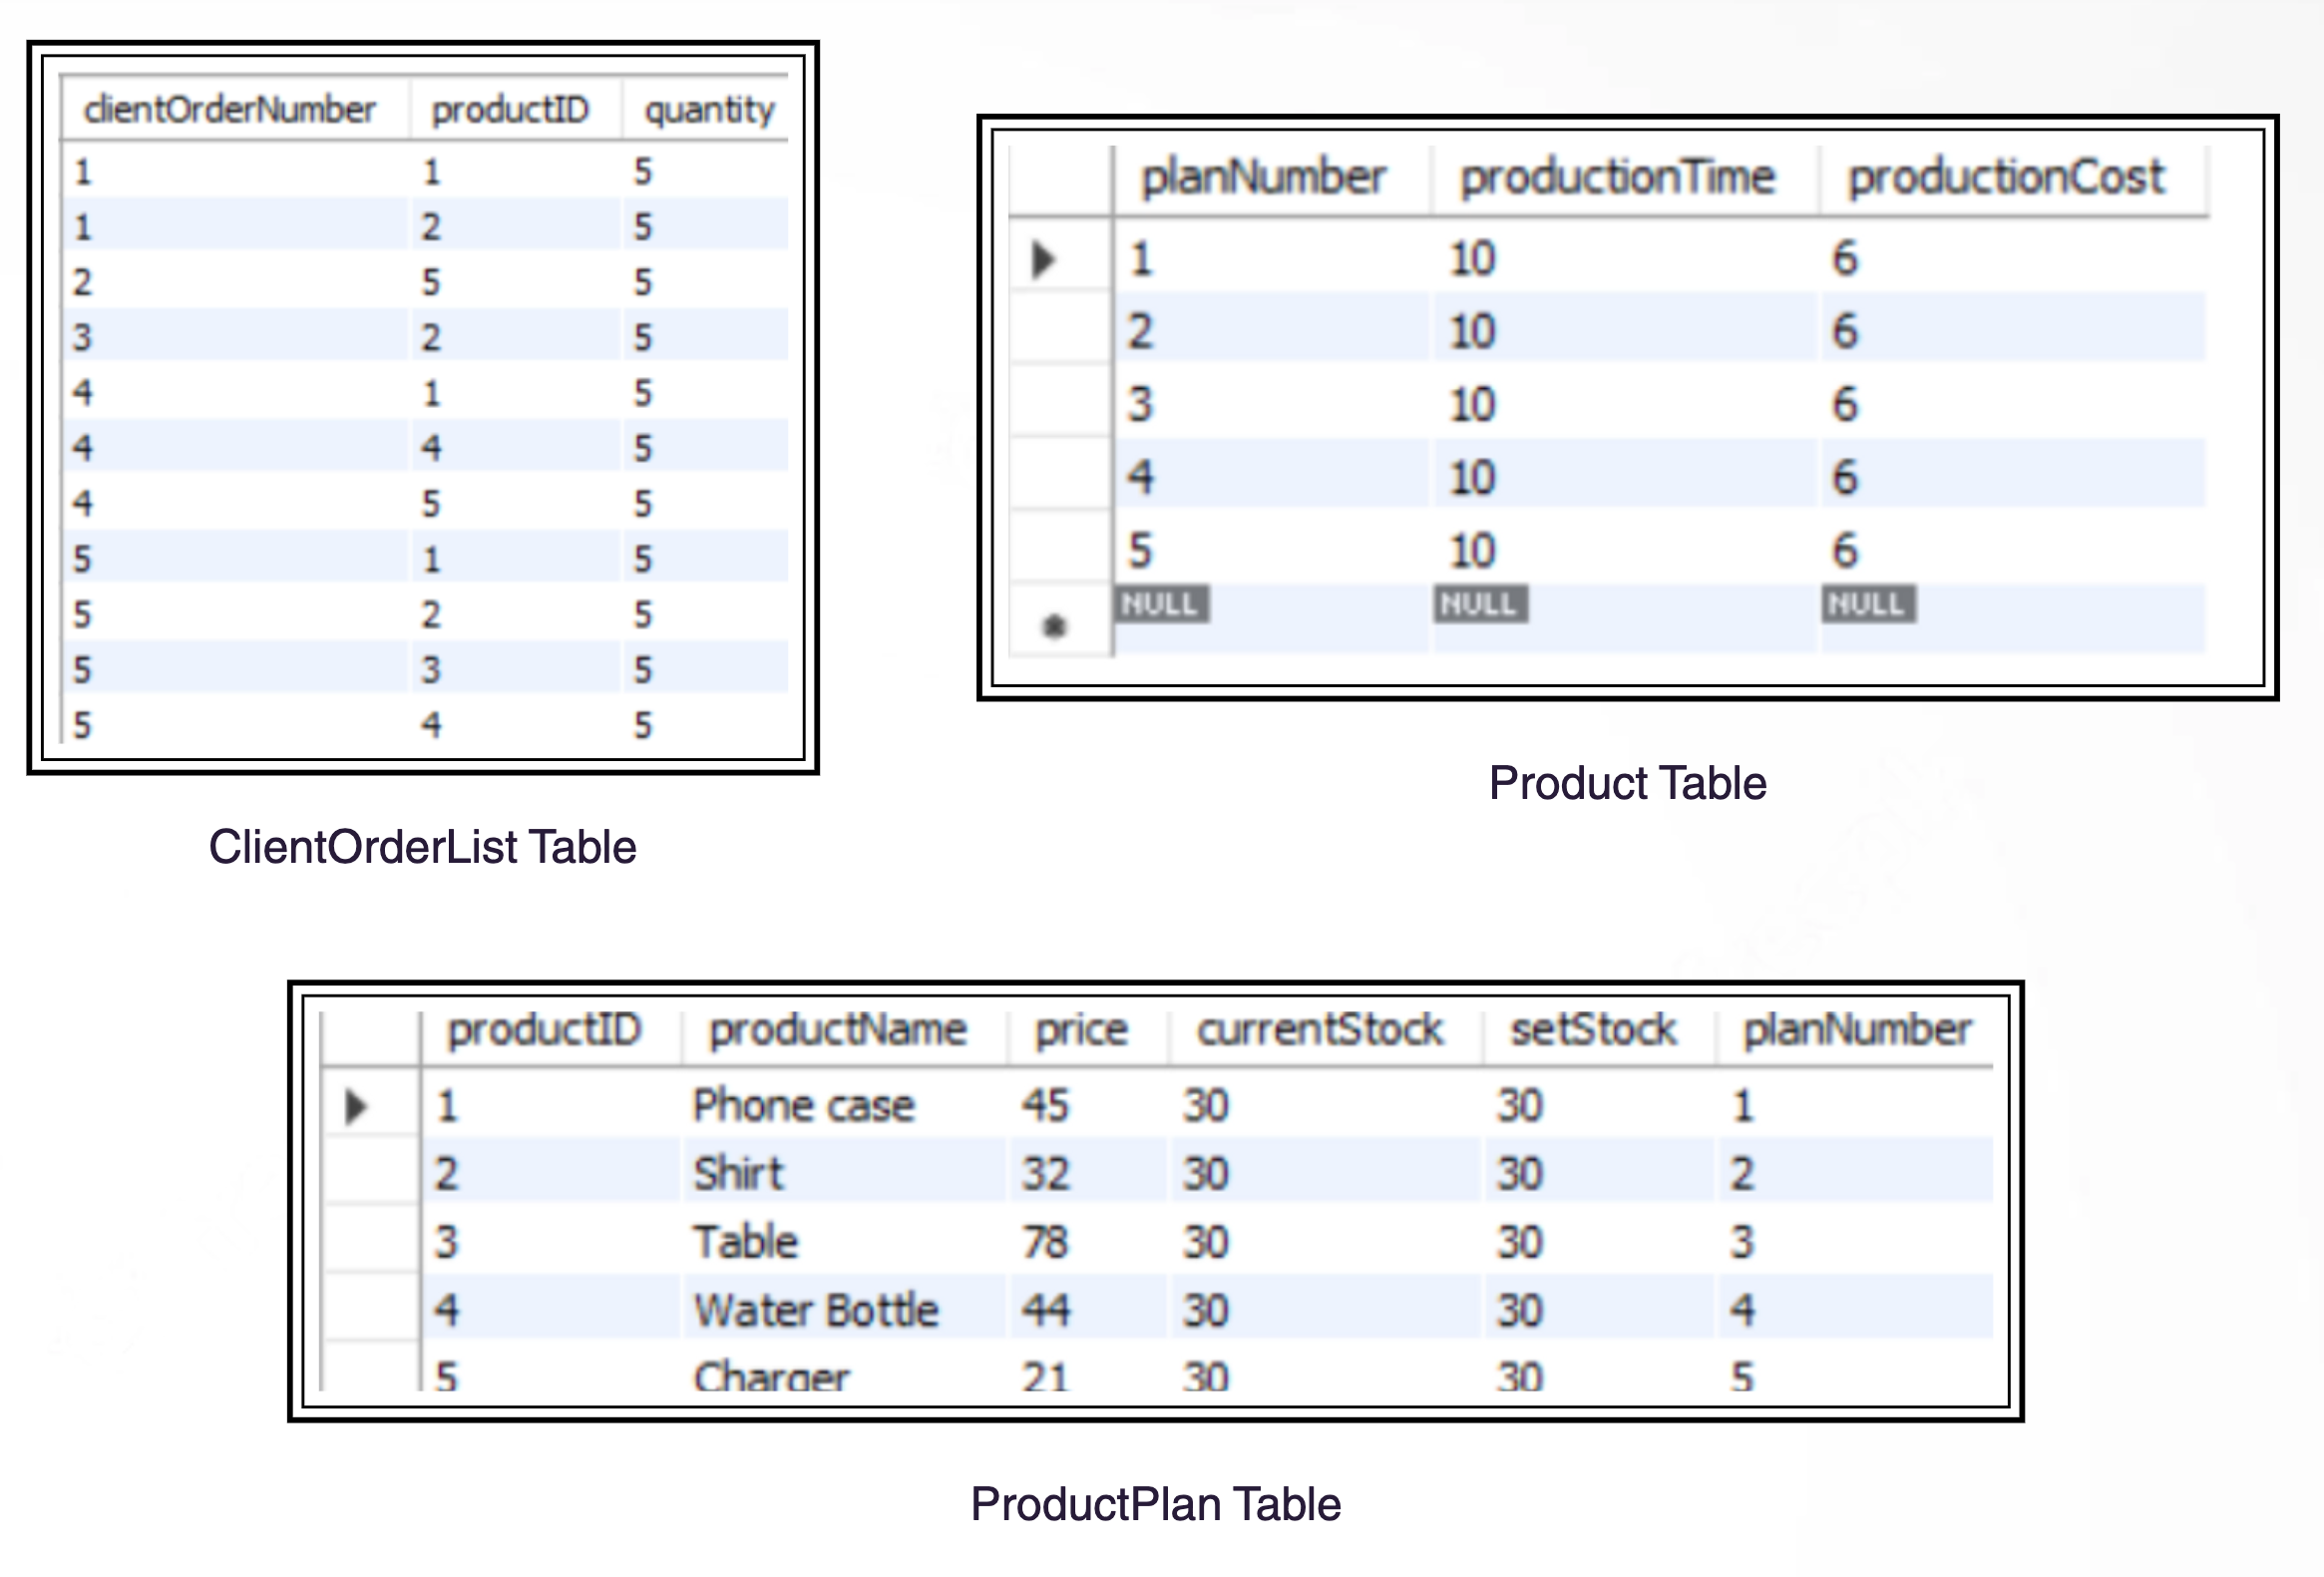 clientOrderNumber productID quantity
1 1 5
1 2 5
2 5 5
3 2 5
4 1 5
4 4 5
4 5 5
5 1 5
5 2 5
5 3 5
5 4 5
ClientOrderList Table
planNumber productionTime productionCost
1 10 6
2 10 6
3 10 6
4 10 6
5 10 6
NULL NULL NULL
Product Table
productID productName price currentStock setStock planNumber
1 Phone case 45 30 30 1
2 Shirt 32 30 30 2
3 Table 78 30 30 3
4 Water Bottle 44 30 30 4
5 Charger 21 30 30 5
ProductPlan Table